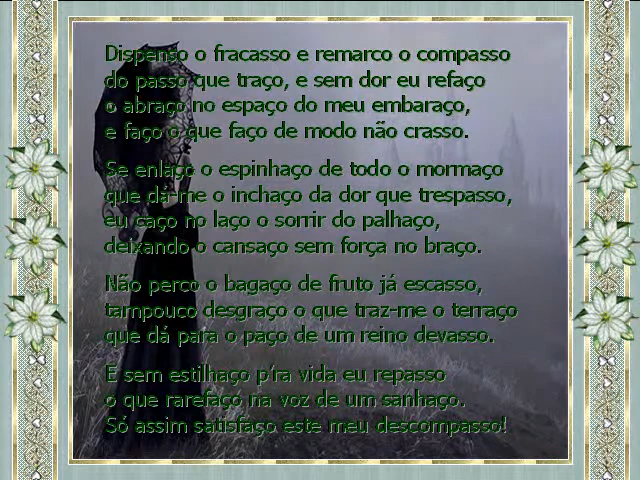 Dispenso o fracasso e remarco o compasso
do passo que traço, e sem dor eu refaço
o abraço no espaço do meu embaraço,
e faço o que faço de modo não crasso.
Se enlaço o espinhaço de todo o mormaço
que dá-me o inchaço da dor que trespasso,
eu caço no laço o sorrir do palhaço,
deixando o cansaço sem força no braço.
Não perco o bagaço de fruto já escasso,
tampouco desgraço o que traz-me o terraço
que dá para o paço de um reino devasso.
E sem estilhaço p'ra vida eu repasso
o que rarefaço na voz de um sanhaço.
Só assim satisfaço este meu descompasso!